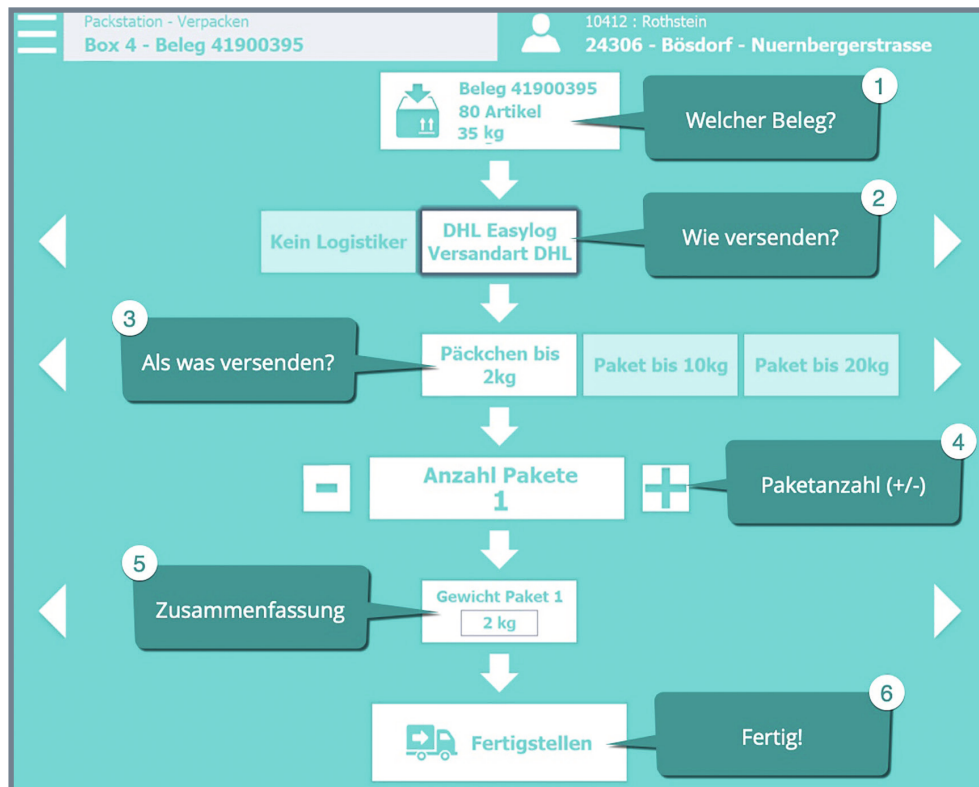 Packstation - Verpacken
Box 4 - Beleg 41900395
10412 : Rothstein
24306 - Bösdorf - Nuernbergerstrasse
Beleg 41900395
80 Artikel
35 kg
1
Welcher Beleg?
Kein Logistiker
DHL Easylog
Versandart DHL
2
Wie versenden?
3
Als was versenden?
Päckchen bis
2kg
Paket bis 10kg
Paket bis 20kg
-
Anzahl Pakete
1
+
4
Paketanzahl (+/-)
5
Zusammenfassung
Gewicht Paket 1
2 kg
Fertigstellen
6
Fertig!